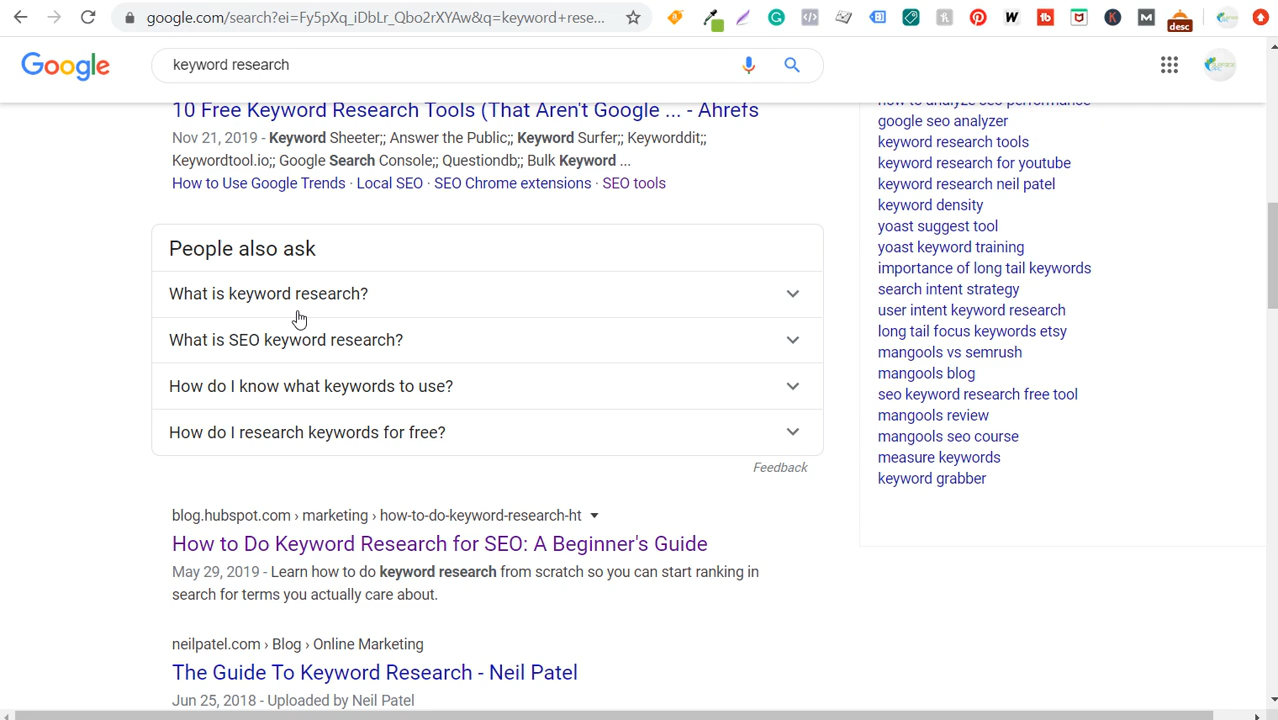 google.com/search?ei=Fy5pXq_iDbLr_Qbo2rXYAw&q=keyword+rese...
desc
Google
keyword research
10 Free Keyword Research Tools (That Aren't Google ... - Ahrefs
Nov 21, 2019 - Keyword Sheeter;; Answer the Public;; Keyword Surfer;; Keyworddit;;
Keywordtool.io;; Google Search Console;; Questiondb;; Bulk Keyword ...
How to Use Google Trends · Local SEO · SEO Chrome extensions · SEO tools
People also ask
What is keyword research?
What is SEO keyword research?
How do I know what keywords to use?
How do I research keywords for free?
Feedback
blog.hubspot.com › marketing › how-to-do-keyword-research-ht
How to Do Keyword Research for SEO: A Beginner's Guide
May 29, 2019 - Learn how to do keyword research from scratch so you can start ranking in
search for terms you actually care about.
neilpatel.com › Blog › Online Marketing
The Guide To Keyword Research - Neil Patel
Jun 25, 2018 - Uploaded by Neil Patel
how to analyze seo performance
google seo analyzer
keyword research tools
keyword research for youtube
keyword research neil patel
keyword density
yoast suggest tool
yoast keyword training
importance of long tail keywords
search intent strategy
user intent keyword research
long tail focus keywords etsy
mangools vs semrush
mangools blog
seo keyword research free tool
mangools review
mangools seo course
measure keywords
keyword grabber